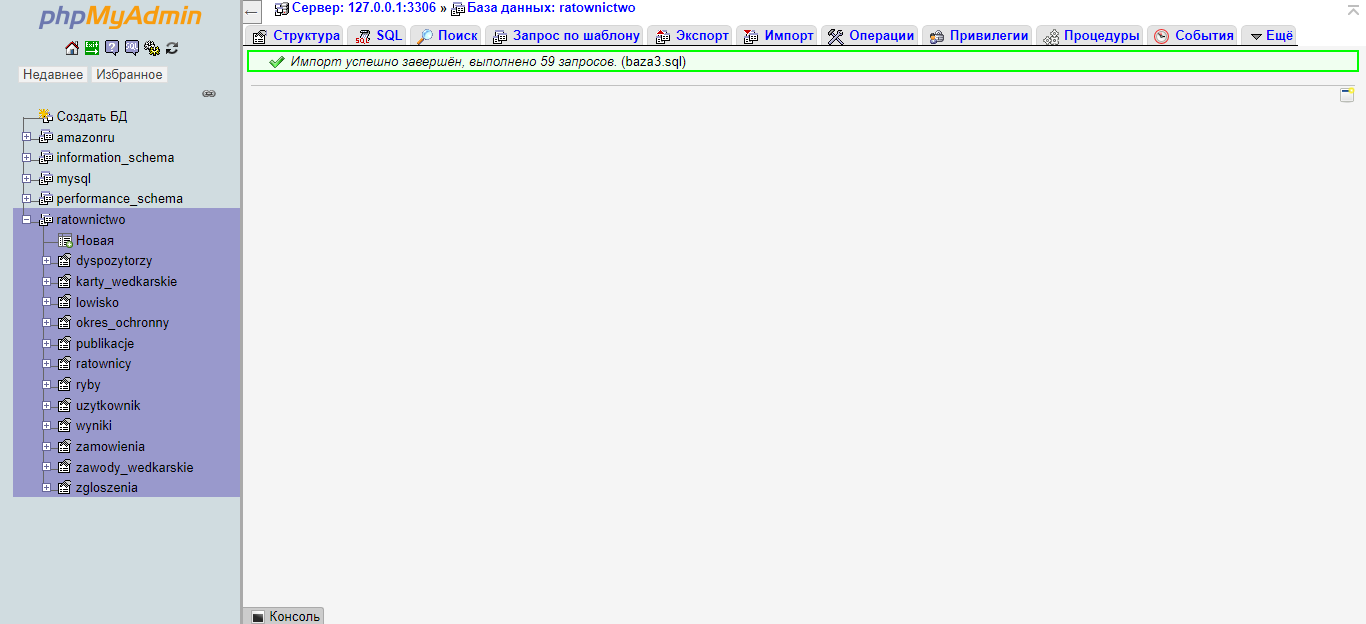 phpMyAdmin
Недавнее Избранное
Создать БД
amazonru
information_schema
mysql
performance_schema
ratownictwo
Новая
dyspozytorzy
karty_wedkarskie
lowisko
okres_ochronny
publikacje
ratownicy
ryby
uzytkownik
wyniki
zamowienia
zawody_wedkarskie
zgloszenia
Сервер: 127.0.0.1:3306 » База данных: ratownictwo
Структура SQL Поиск Запрос по шаблону Экспорт Импорт Операции Привилегии Процедуры События Ещё
Импорт успешно завершён, выполнено 59 запросов. (baza3.sql)
Консоль